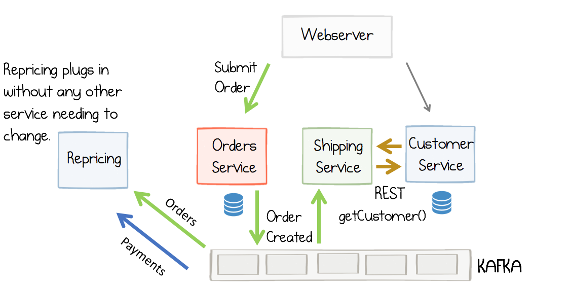 Webserver
Repricing plugs in
without any other
service needing to
change.
Submit
Order
Repricing
Orders
Service
Shipping
Service
Customer
Service
REST
getCustomer()
Orders
Payments
Order
Created
KAFKA